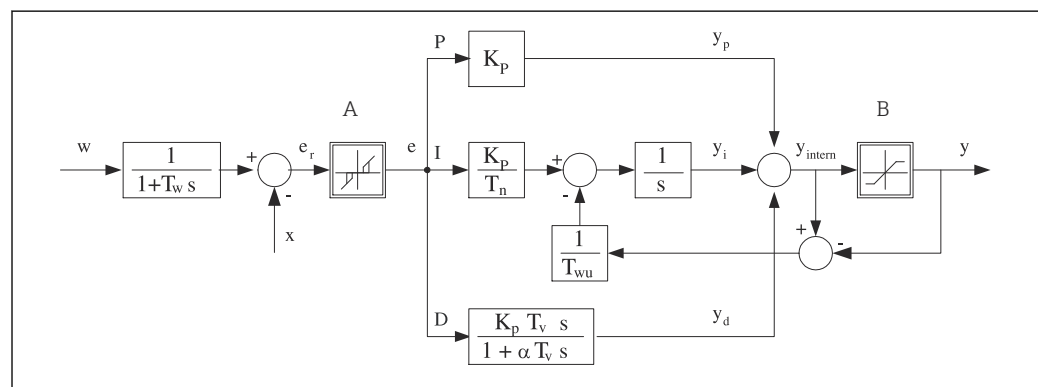 P
K_P
y_p
A
B
w
1
1+T_w s
+
-
e_r
x
e
I
K_P
T_n
+
-
1
s
y_i
y_intern
y
1
T_wu
+
-
D
K_p T_v s
1 + α T_v s
y_d